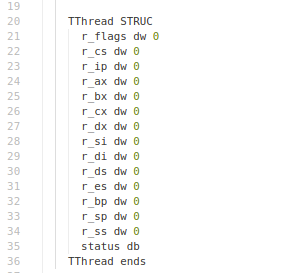 19
20 TThread STRUC
21 r_flags dw 0
22 r_cs dw 0
23 r_ip dw 0
24 r_ax dw 0
25 r_bx dw 0
26 r_cx dw 0
27 r_dx dw 0
28 r_si dw 0
29 r_di dw 0
30 r_ds dw 0
31 r_es dw 0
32 r_bp dw 0
33 r_sp dw 0
34 r_ss dw 0
35 status db
36 TThread ends